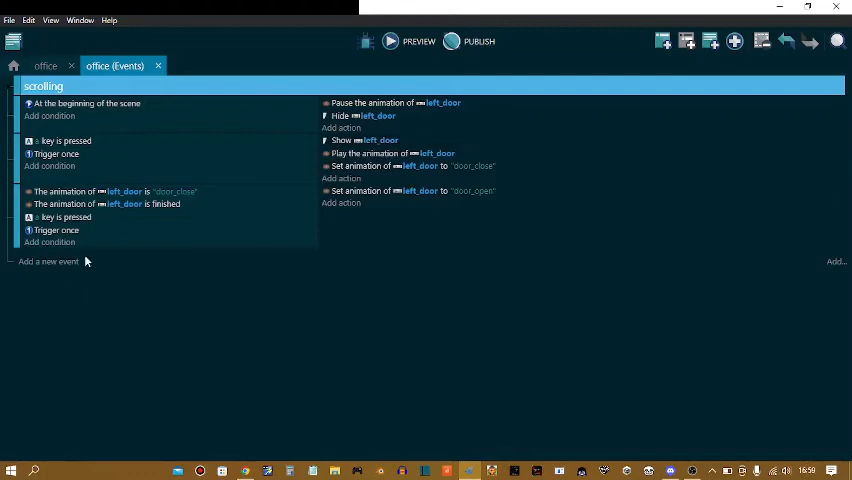 File Edit View Window Help
PREVIEW PUBLISH
office × office (Events) ×
scrolling
At the beginning of the scene
Add condition
Pause the animation of left_door
Hide left_door
Add action
a key is pressed
Trigger once
Add condition
Show left_door
Play the animation of left_door
Set animation of left_door to "door_close"
Add action
The animation of left_door is "door_close"
The animation of left_door is finished
a key is pressed
Trigger once
Add condition
Set animation of left_door to "door_open"
Add action
Add a new event Add...
16:59